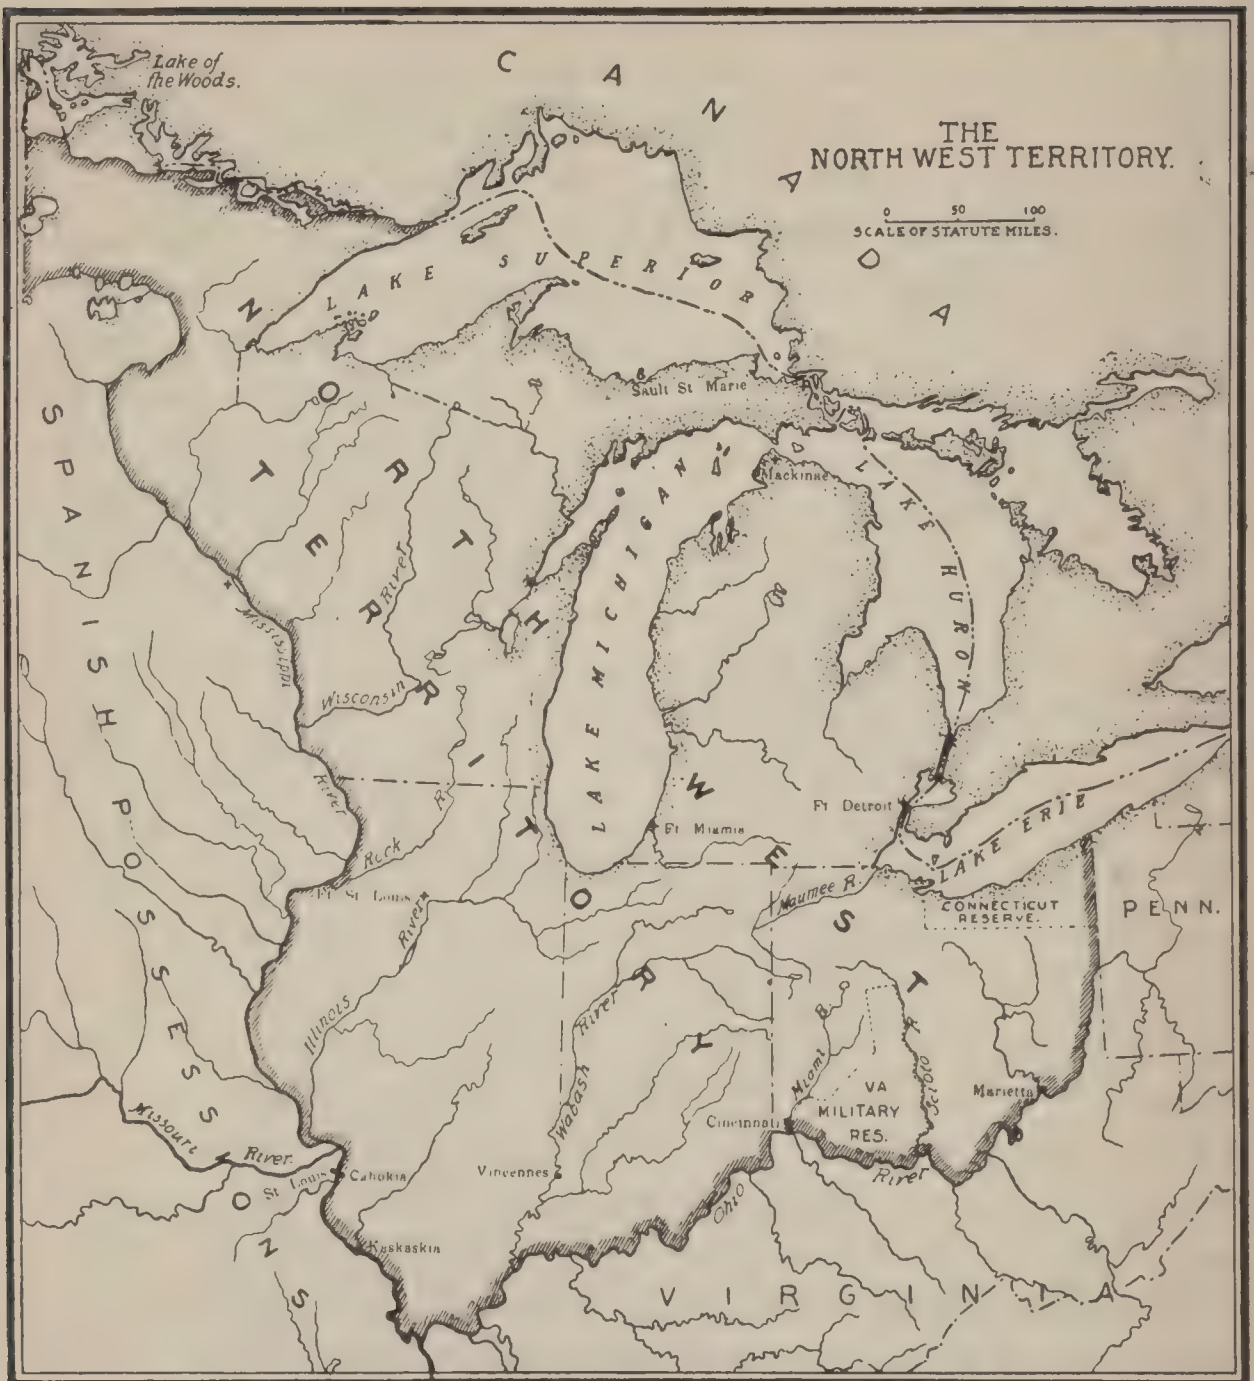 Lake of
the Woods.
CANADA
THE
NORTH WEST TERRITORY.
0 50 100
SCALE OF STATUTE MILES.
LAKE SUPERIOR
Sault St Marie
NORTH WEST
TERRITORY
SPANISH POSSESSIONS
Mackinac
LAKE MICHIGAN
LAKE HURON
River
Mississippi
Wisconsin
River
R.
Rock
Ft Detroit
Ft Miamis
LAKE ERIE
Ft St Louis
River
Illinois
Maumee R.
CONNECTICUT
RESERVE.
PENN.
River
Wabash
Miami R
Scioto R
VA
MILITARY
RES.
Marietta
Cincinnati
Missouri
River.
St Louis
Cahokia
Vincennes
Ohio
River
Kaskaskia
VIRGINIA